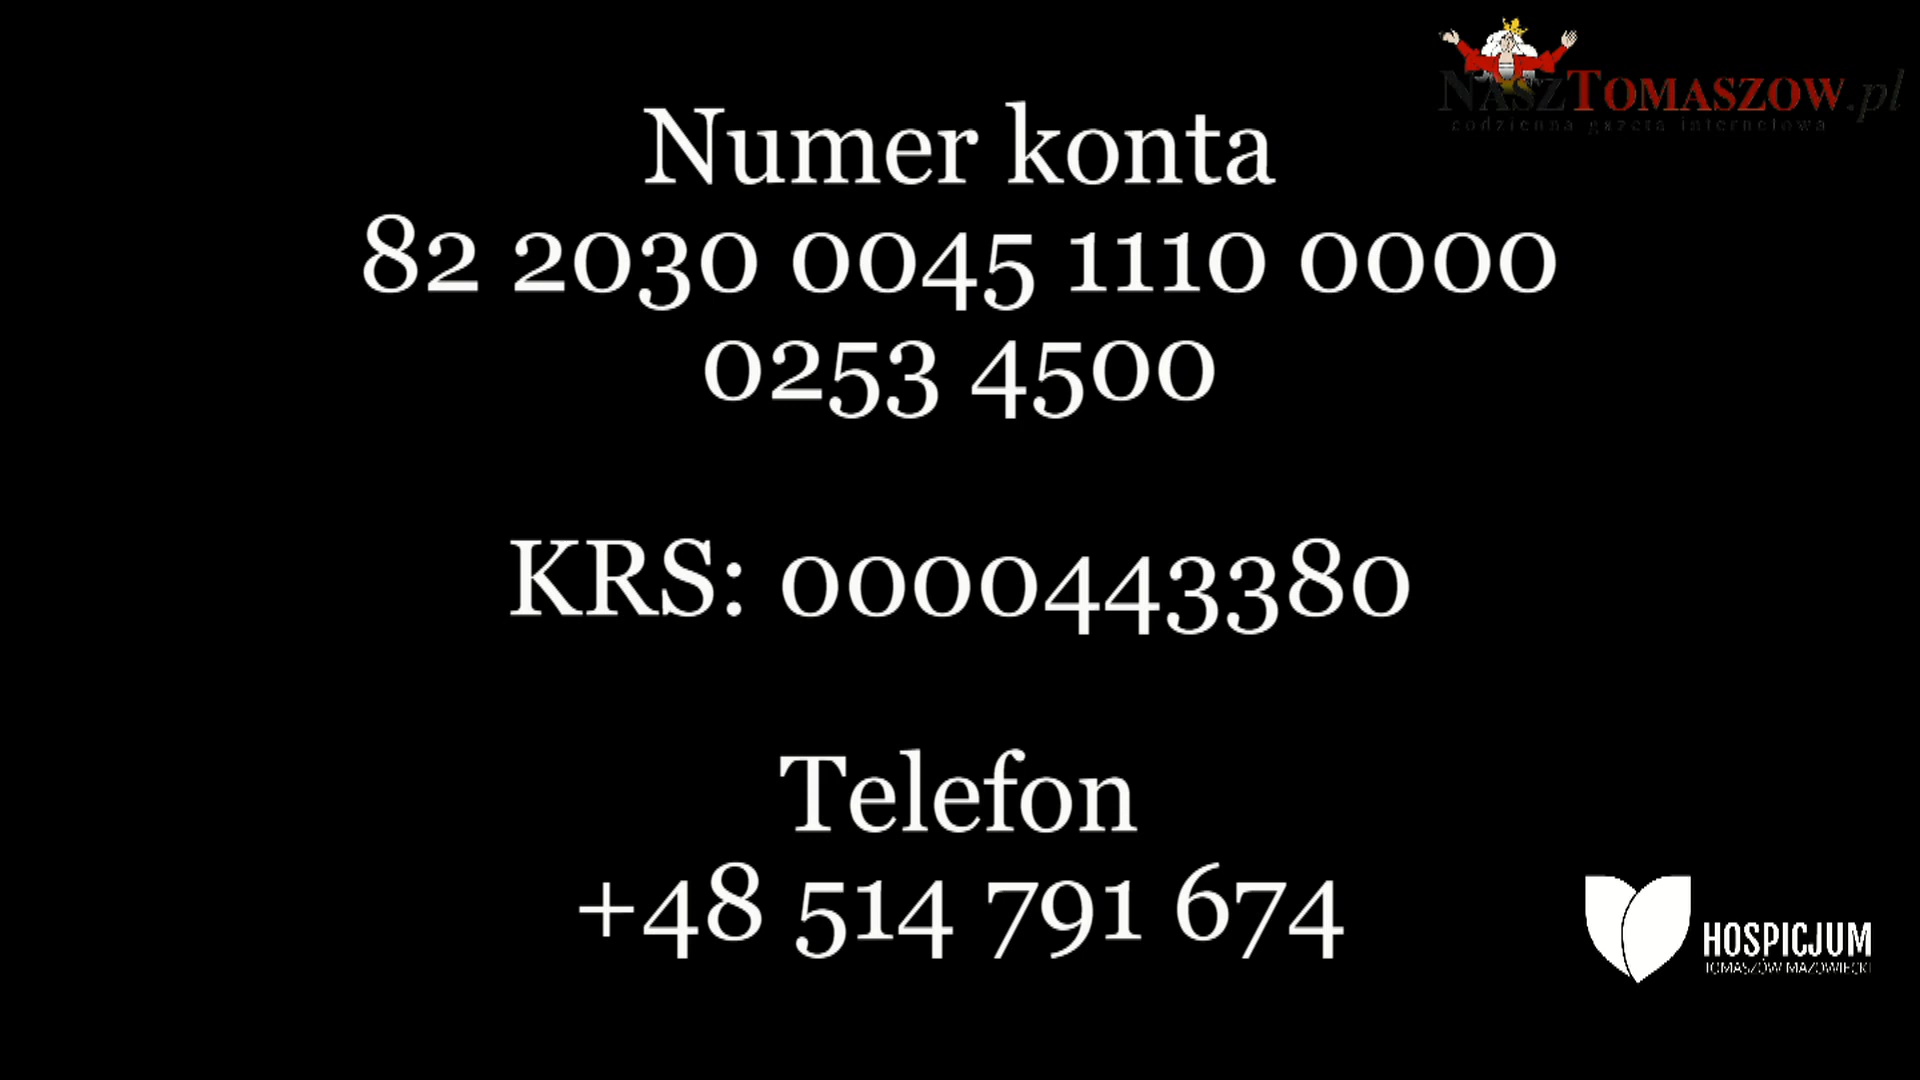 NaszTomaszow.pl
codzienna gazeta internetowa
Numer konta
82 2030 0045 1110 0000
0253 4500
KRS: 0000443380
Telefon
+48 514 791 674
HOSPICJUM
TOMASZÓW MAZOWIECKI